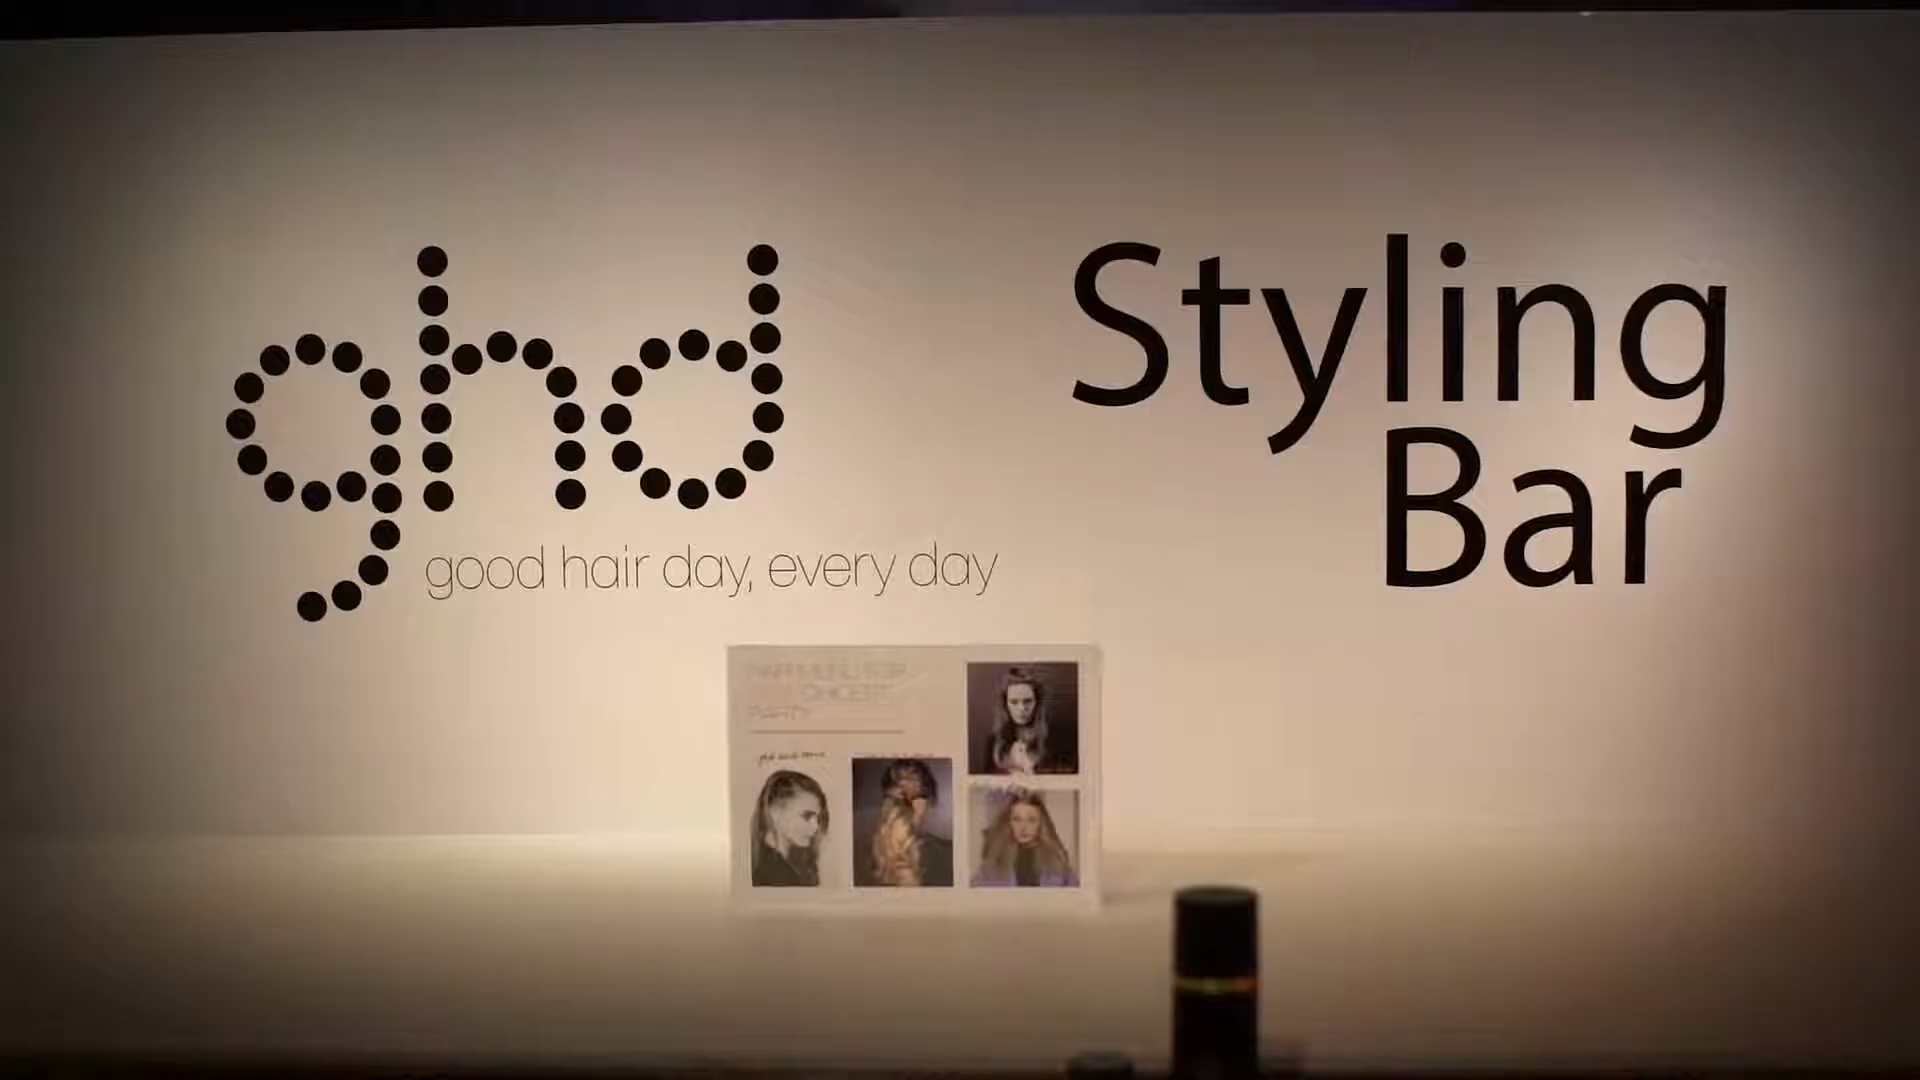 ghd
good hair day, every day
Styling
Bar